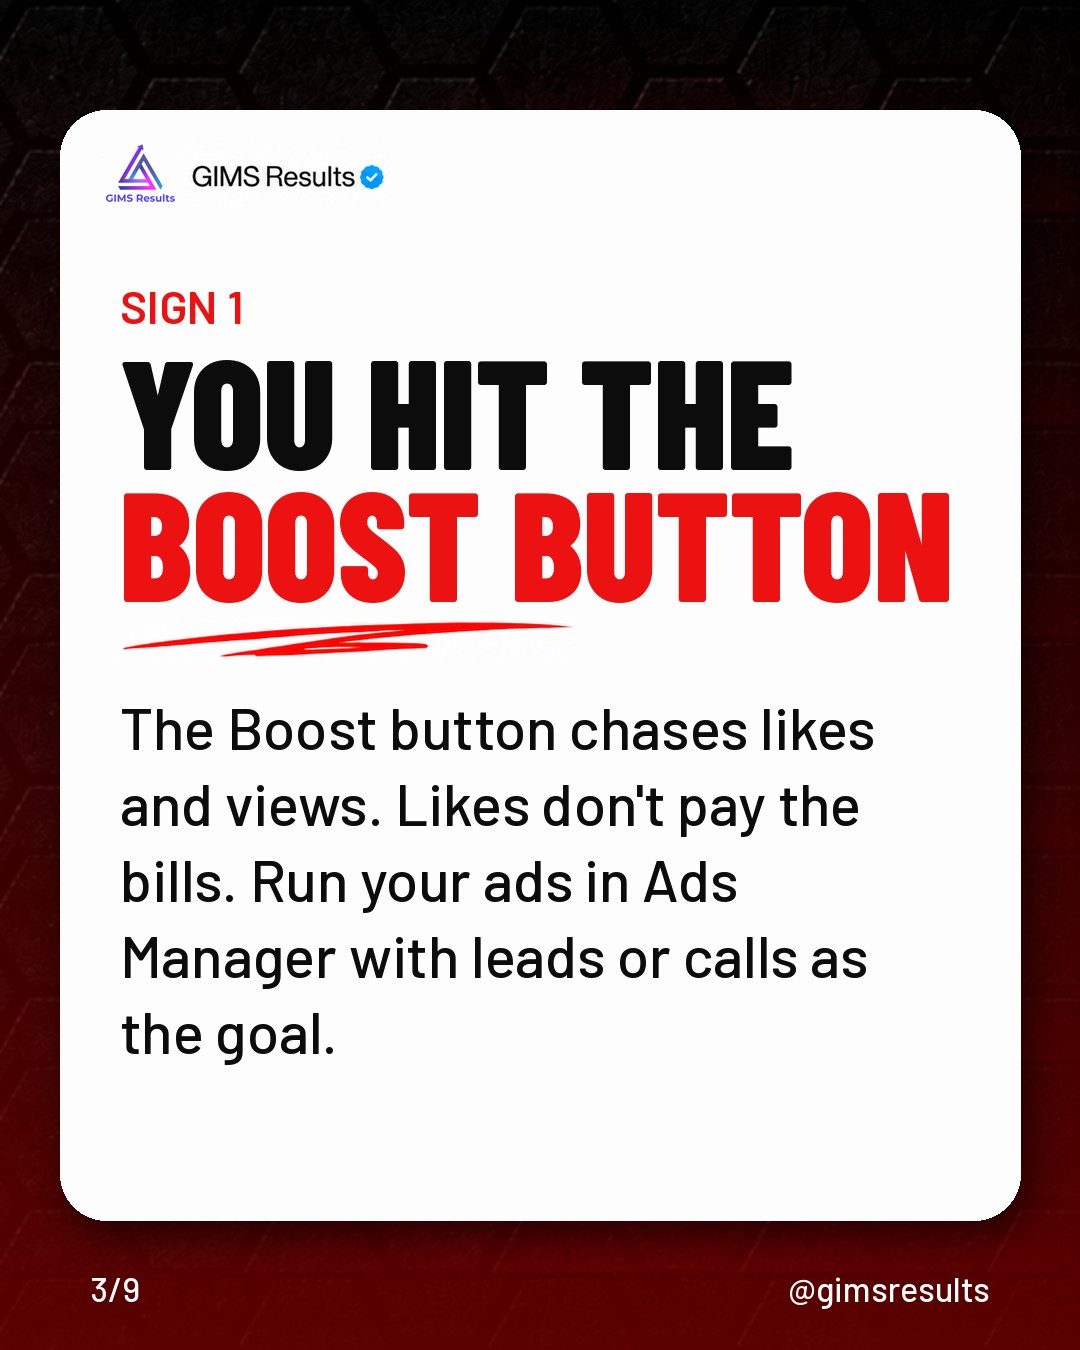 GIMS Results
GIMS Results
SIGN 1
YOU HIT THE
BOOST BUTTON
The Boost button chases likes
and views. Likes don't pay the
bills. Run your ads in Ads
Manager with leads or calls as
the goal.
3/9
@gimsresults